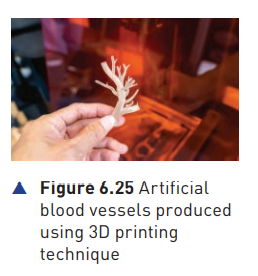 ▲ Figure 6.25 Artificial
blood vessels produced
using 3D printing
technique